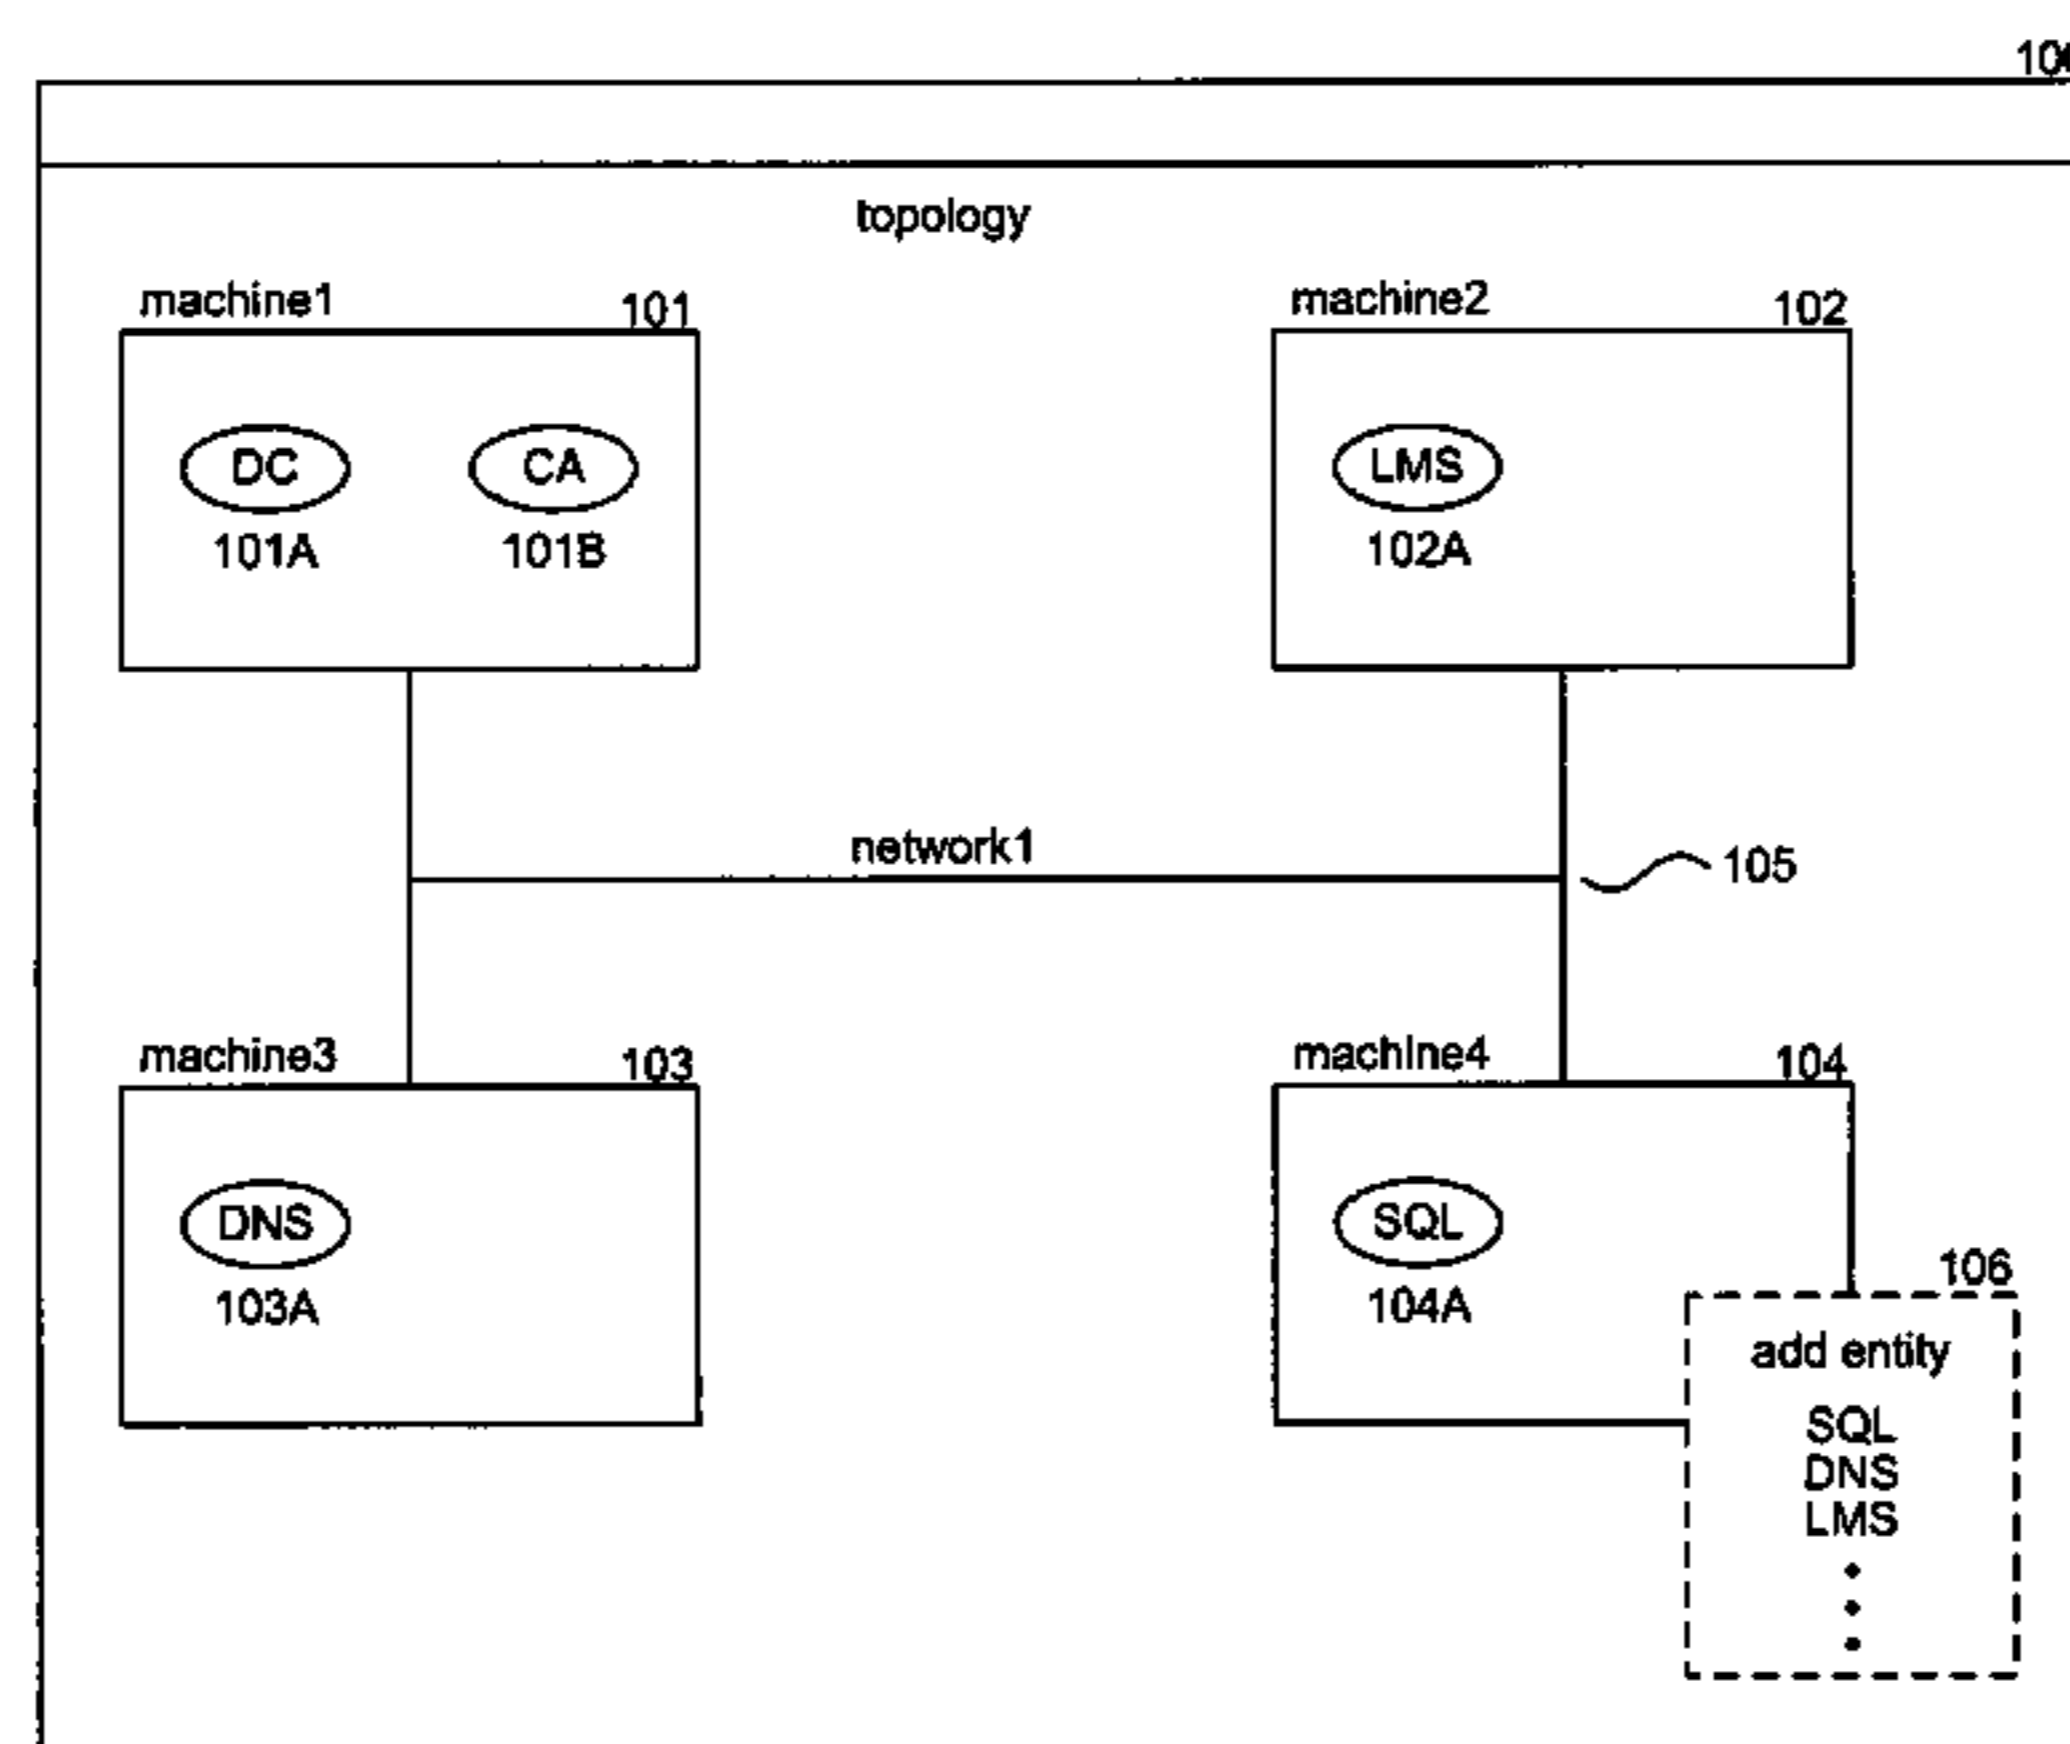 topology
machine1 101
machine2 102
DC CA
LMS
101A 101B
102A
network1
105
machine3 103
machine4 104
DNS
SQL
103A
104A
106
add entity
SQL
DNS
LMS